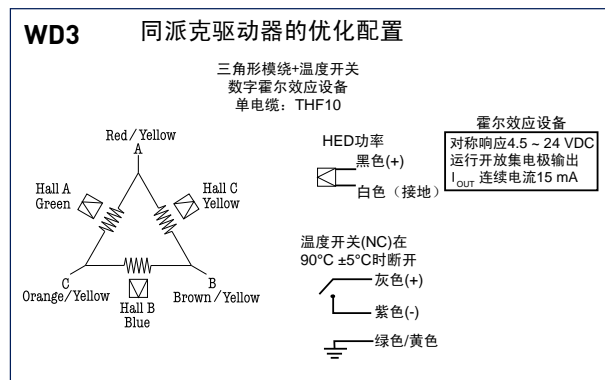 WD3 同派克驱动器的优化配置
三角形模绕+温度开关
数字霍尔效应设备
单电缆：THF10
Red/Yellow
A
Hall A
Green
Hall C
Yellow
C
Orange/Yellow
Hall B
Blue
B
Brown/Yellow
HED功率
黑色(+)
白色（接地）
霍尔效应设备
对称响应4.5 ~ 24 VDC
运行开放集电极输出
IOUT 连续电流15 mA
温度开关(NC)在
90°C ±5°C时断开
灰色(+)
紫色(-)
绿色/黄色